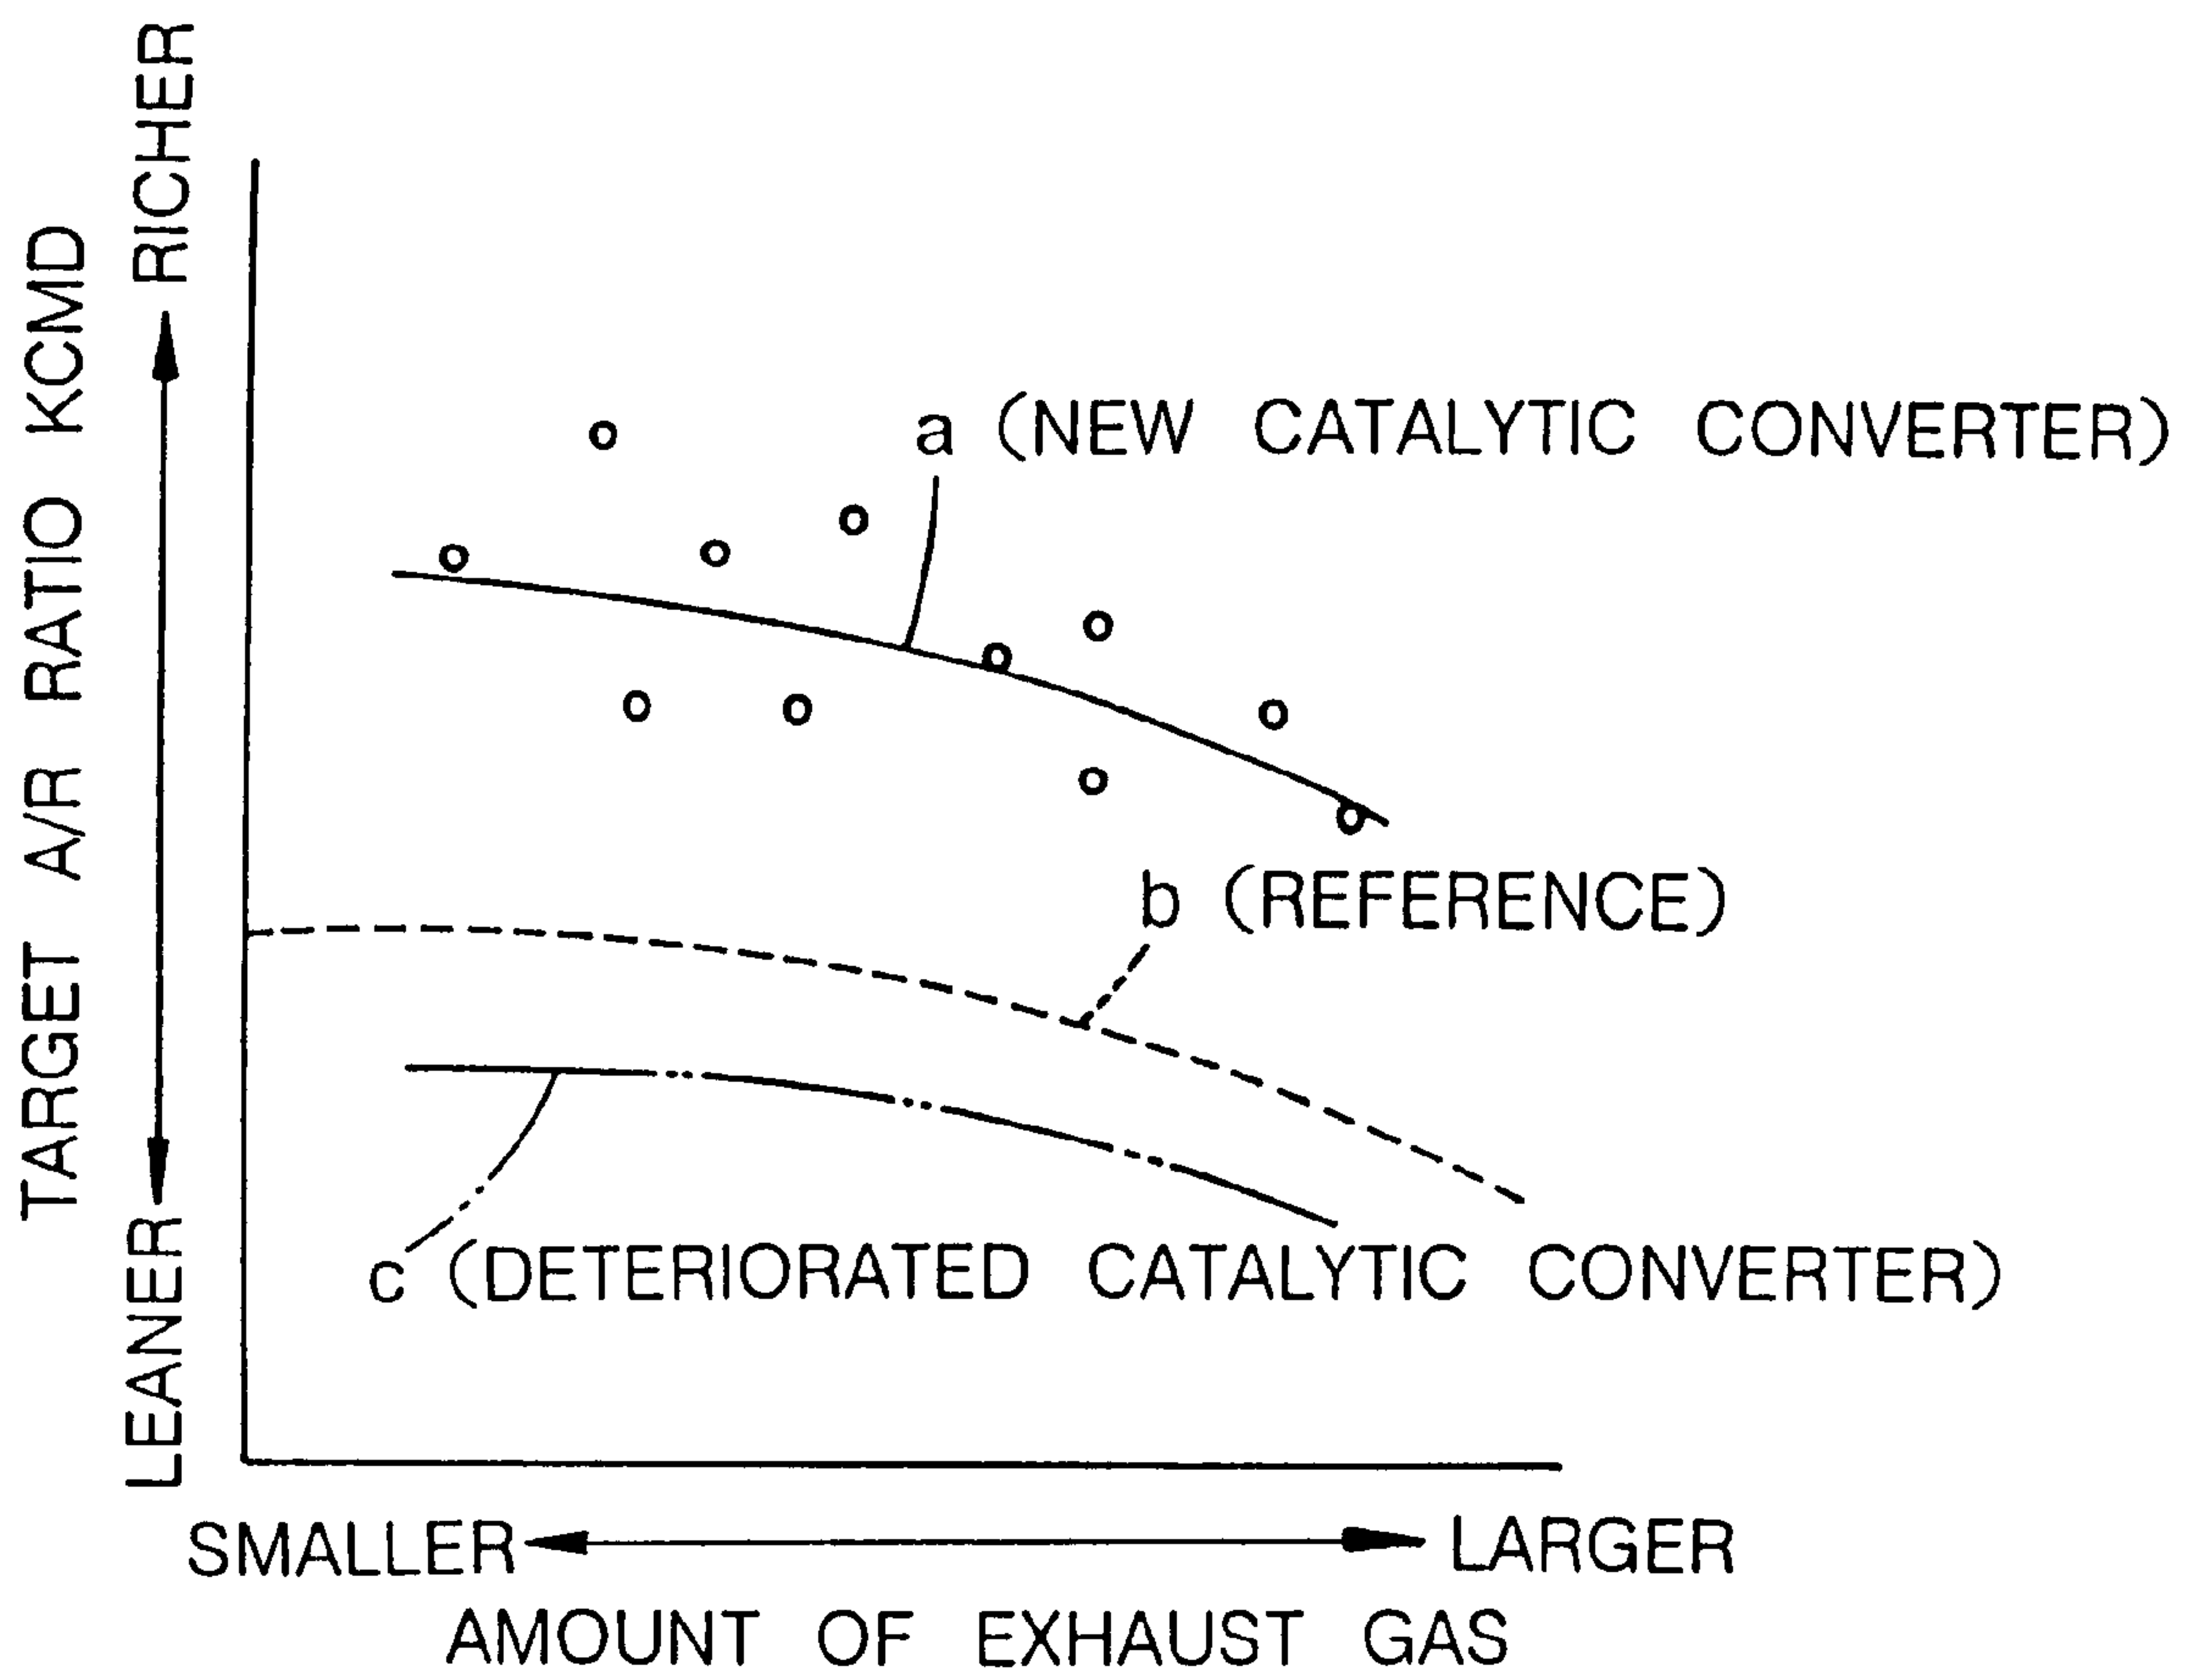 TARGET A/R RATIO KCMD
RICHER
LEANER
a (NEW CATALYTIC CONVERTER)
b (REFERENCE)
c (DETERIORATED CATALYTIC CONVERTER)
SMALLER
LARGER
AMOUNT OF EXHAUST GAS